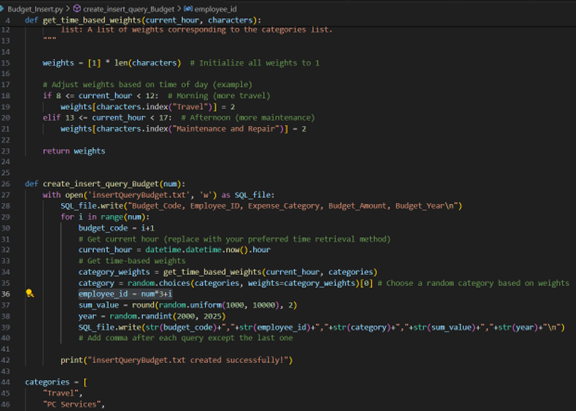 Budget_Insert.py > create_insert_query_Budget > employee_id
4 def get_time_based_weights(current_hour, characters):
12 list: A list of weights corresponding to the categories list.
13 """
14
15 weights = [1] * len(characters)  # Initialize all weights to 1
16
17 # Adjust weights based on time of day (example)
18 if 8 <= current_hour < 12:  # Morning (more travel)
19 weights[characters.index("Travel")] = 2
20 elif 13 <= current_hour < 17:  # Afternoon (more maintenance)
21 weights[characters.index("Maintenance and Repair")] = 2
22
23 return weights
24
25
26 def create_insert_query_Budget(num):
27 with open('insertQueryBudget.txt', 'w') as SQL_file:
28 SQL_file.write("Budget_Code, Employee_ID, Expense_Category, Budget_Amount, Budget_Year\n")
29 for i in range(num):
30 budget_code = i+1
31 # Get current hour (replace with your preferred time retrieval method)
32 current_hour = datetime.datetime.now().hour
33 # Get time-based weights
34 category_weights = get_time_based_weights(current_hour, categories)
35 category = random.choices(categories, weights=category_weights)[0] # Choose a random category based on weights
36 employee_id = num*3+i
37 sum_value = round(random.uniform(1000, 10000), 2)
38 year = random.randint(2000, 2025)
39 SQL_file.write(str(budget_code)+","+str(employee_id)+","+str(category)+","+str(sum_value)+","+str(year)+"\n")
40 # Add comma after each query except the last one
41
42 print("insertQueryBudget.txt created successfully!")
43
44 categories = [
45 "Travel",
46 "PC Services",